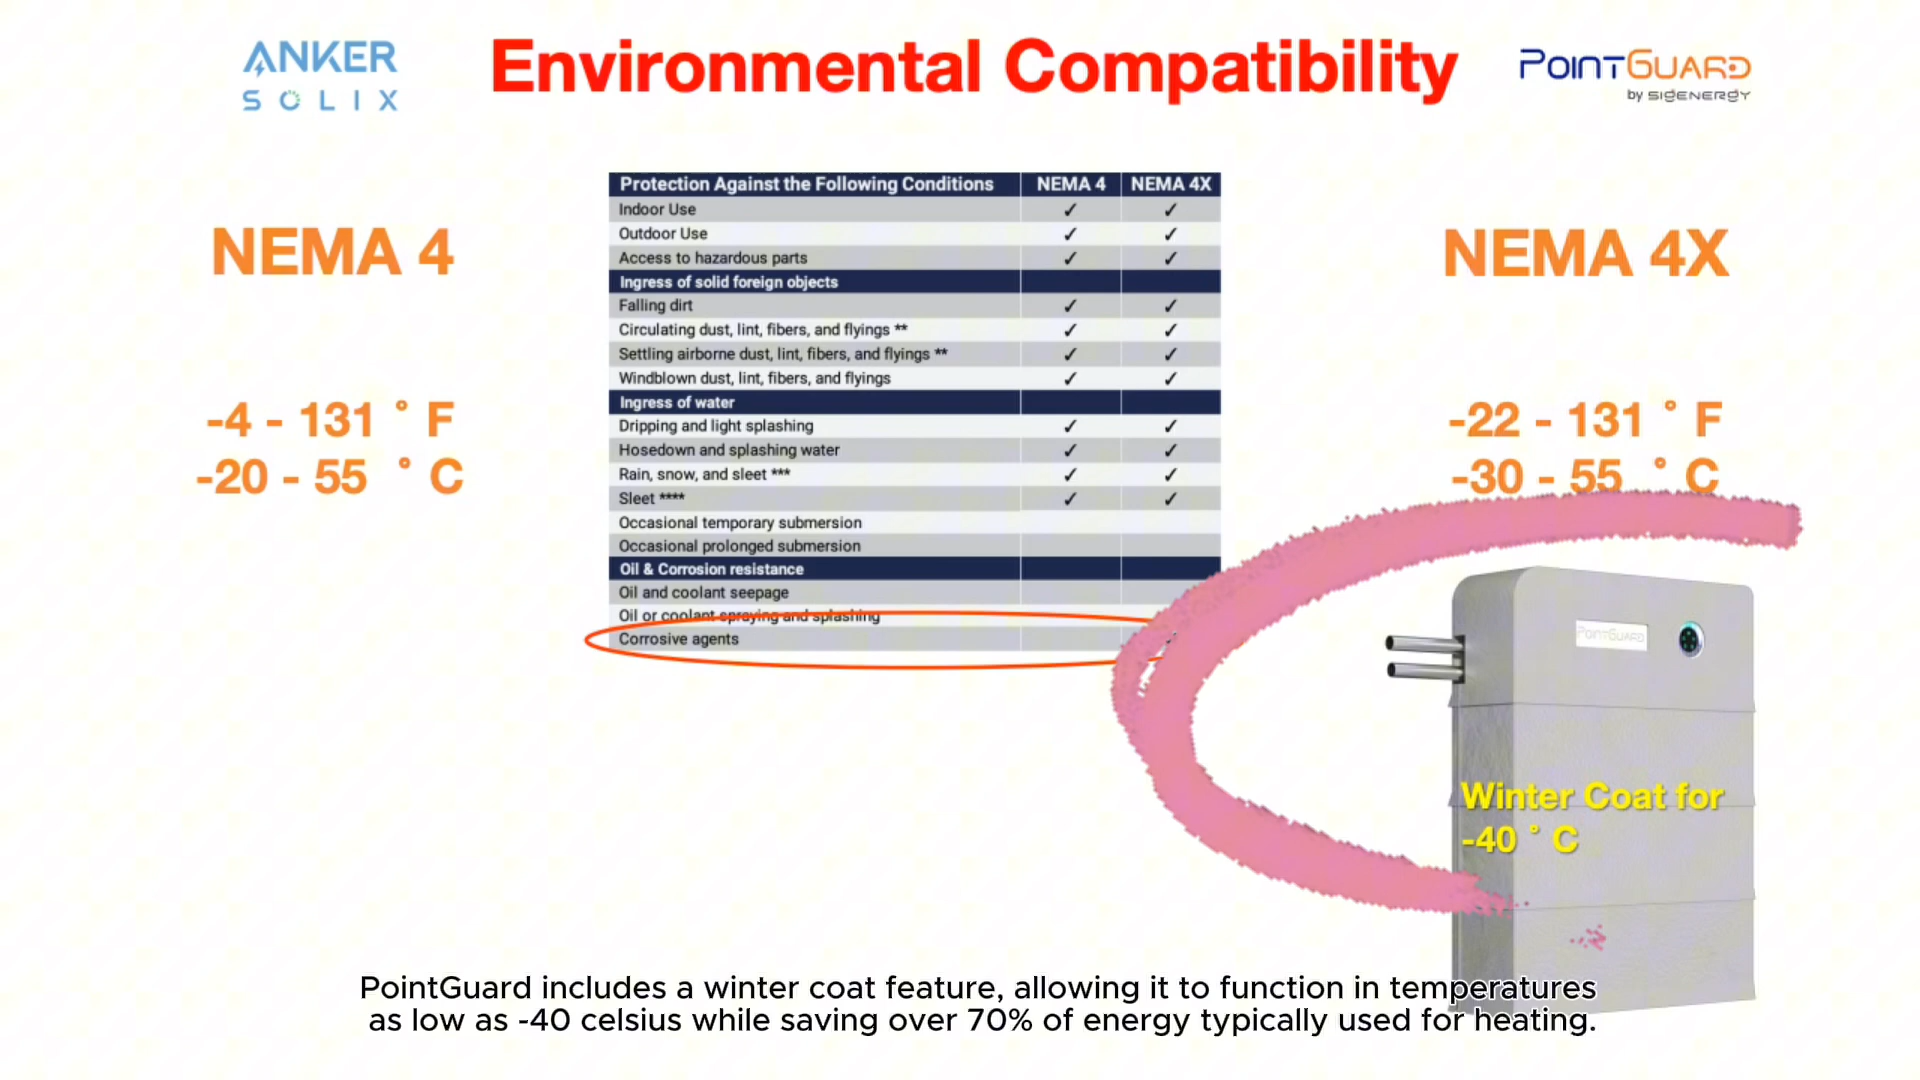 ANKER
SOLIX
Environmental Compatibility
POINTGUARD
by SIGENERGY
NEMA 4
-4 - 131 ° F
-20 - 55 ° C
Protection Against the Following Conditions NEMA 4 NEMA 4X
Indoor Use ✓ ✓
Outdoor Use ✓ ✓
Access to hazardous parts ✓ ✓
Ingress of solid foreign objects
Falling dirt ✓ ✓
Circulating dust, lint, fibers, and flyings ** ✓ ✓
Settling airborne dust, lint, fibers, and flyings ** ✓ ✓
Windblown dust, lint, fibers, and flyings ✓ ✓
Ingress of water
Dripping and light splashing ✓ ✓
Hosedown and splashing water ✓ ✓
Rain, snow, and sleet *** ✓ ✓
Sleet **** ✓ ✓
Occasional temporary submersion
Occasional prolonged submersion
Oil & Corrosion resistance
Oil and coolant seepage
Oil or coolant spraying and splashing
Corrosive agents
NEMA 4X
-22 - 131 ° F
-30 - 55 ° C
POINTGUARD
Winter Coat for
-40 ° C
PointGuard includes a winter coat feature, allowing it to function in temperatures
as low as -40 celsius while saving over 70% of energy typically used for heating.